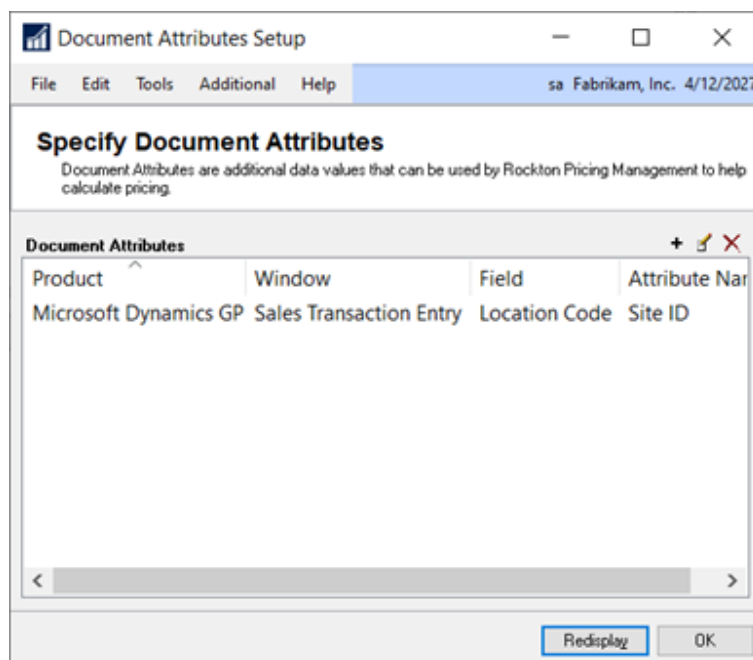 Document Attributes Setup
File Edit Tools Additional Help sa Fabrikam, Inc. 4/12/2027
Specify Document Attributes
Document Attributes are additional data values that can be used by Rockton Pricing Management to help
calculate pricing.
Document Attributes
Product Window Field Attribute Nar
Microsoft Dynamics GP Sales Transaction Entry Location Code Site ID
Redisplay OK